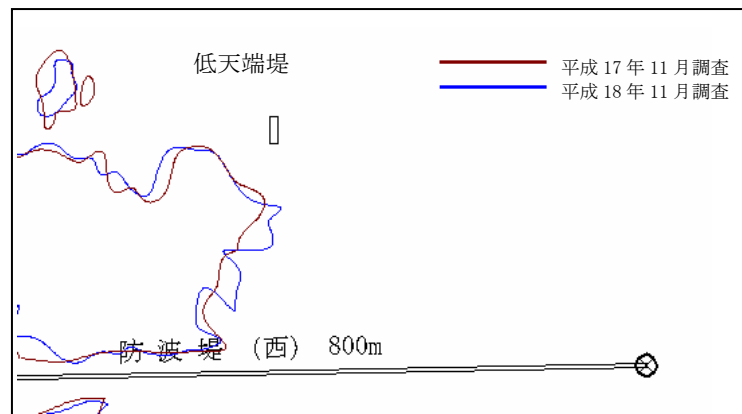 低天端堤
平成 17 年 11 月調査
平成 18 年 11 月調査
防 波 堤 (西) 800m